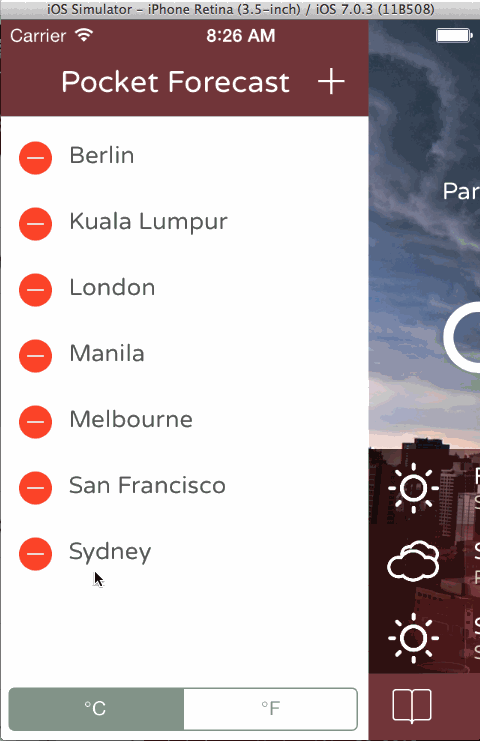 iOS Simulator – iPhone Retina (3.5-inch) / iOS 7.0.3 (11B508)
Carrier 8:26 AM
Pocket Forecast
Par
Berlin
Kuala Lumpur
London
Manila
Melbourne
San Francisco
Sydney
°C °F